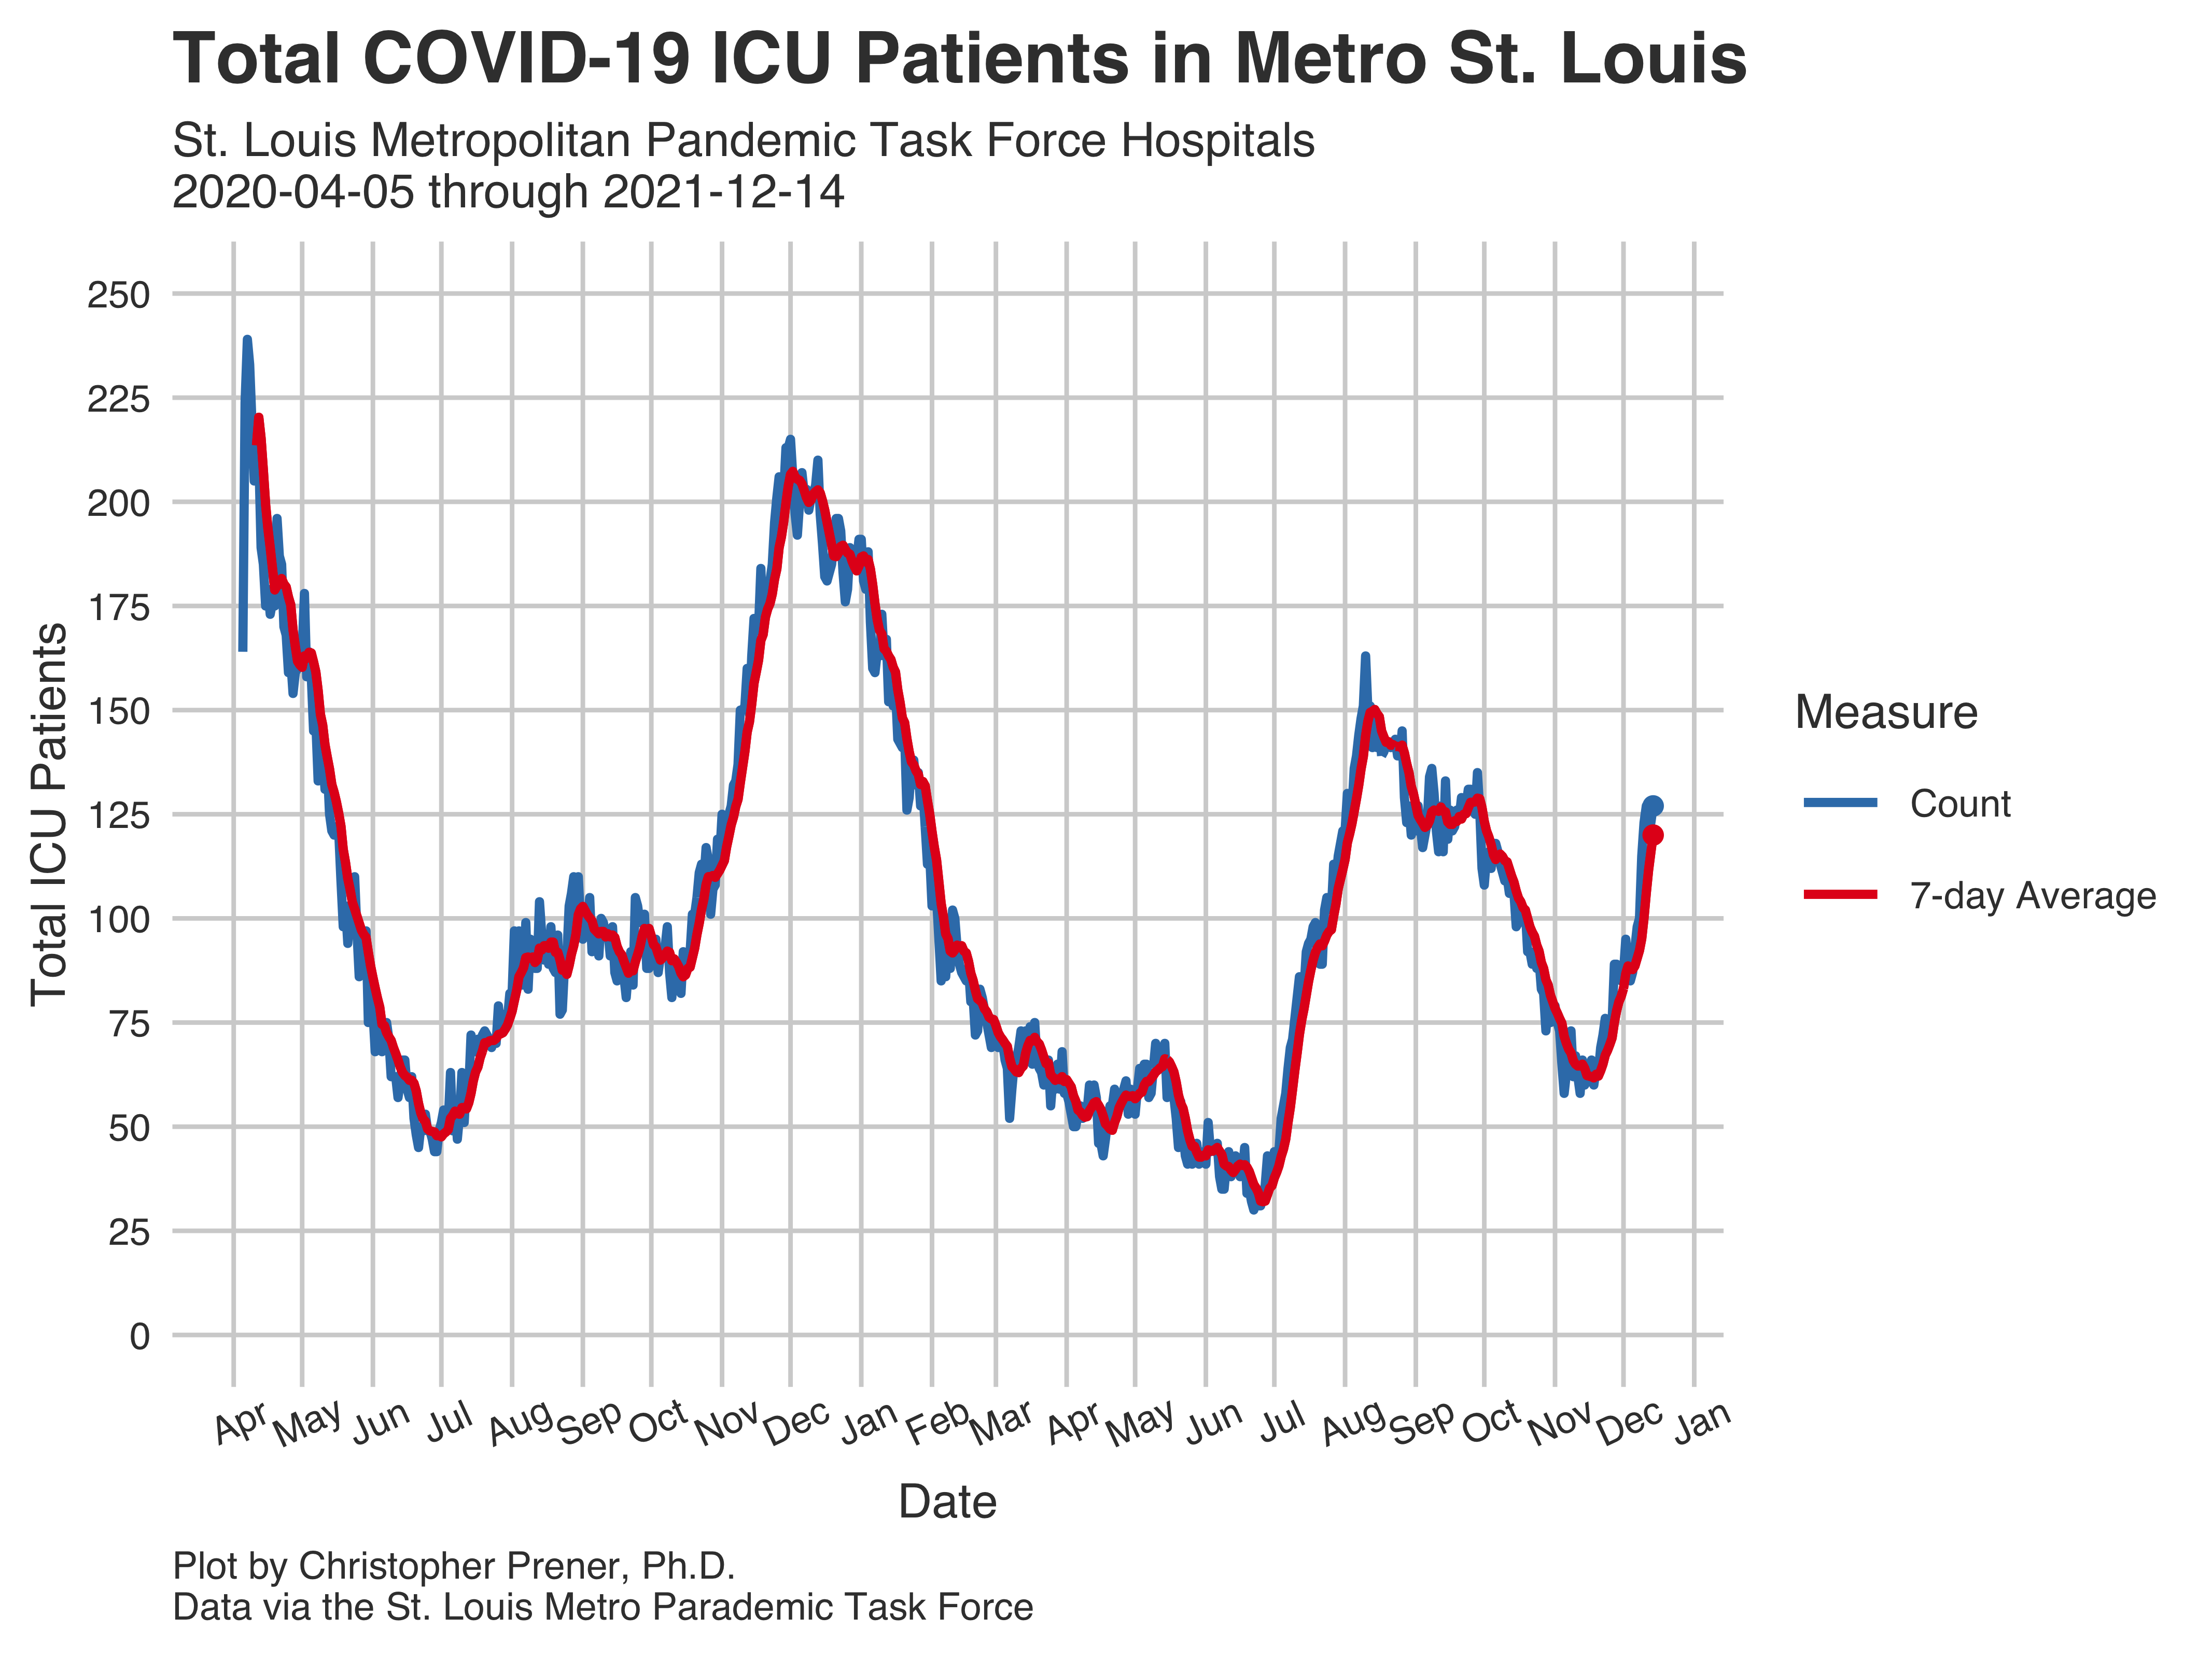 Total COVID-19 ICU Patients in Metro St. Louis
St. Louis Metropolitan Pandemic Task Force Hospitals
2020-04-05 through 2021-12-14
Total ICU Patients
250
225
200
175
150
125
100
75
50
25
0
Apr
May
Jun
Jul
Aug
Sep
Oct
Nov
Dec
Jan
Feb
Mar
Apr
May
Jun
Jul
Aug
Sep
Oct
Nov
Dec
Jan
Date
Measure
Count
7-day Average
Plot by Christopher Prener, Ph.D.
Data via the St. Louis Metro Parademic Task Force